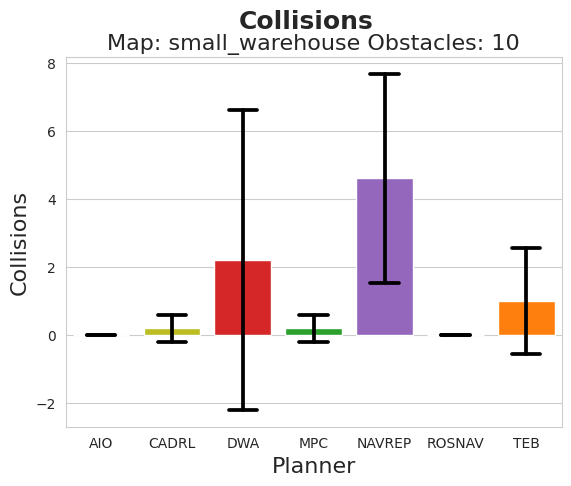 Collisions
Map: small_warehouse Obstacles: 10
Collisions
8
6
4
2
0
−2
AIO CADRL DWA MPC NAVREP ROSNAV TEB
Planner